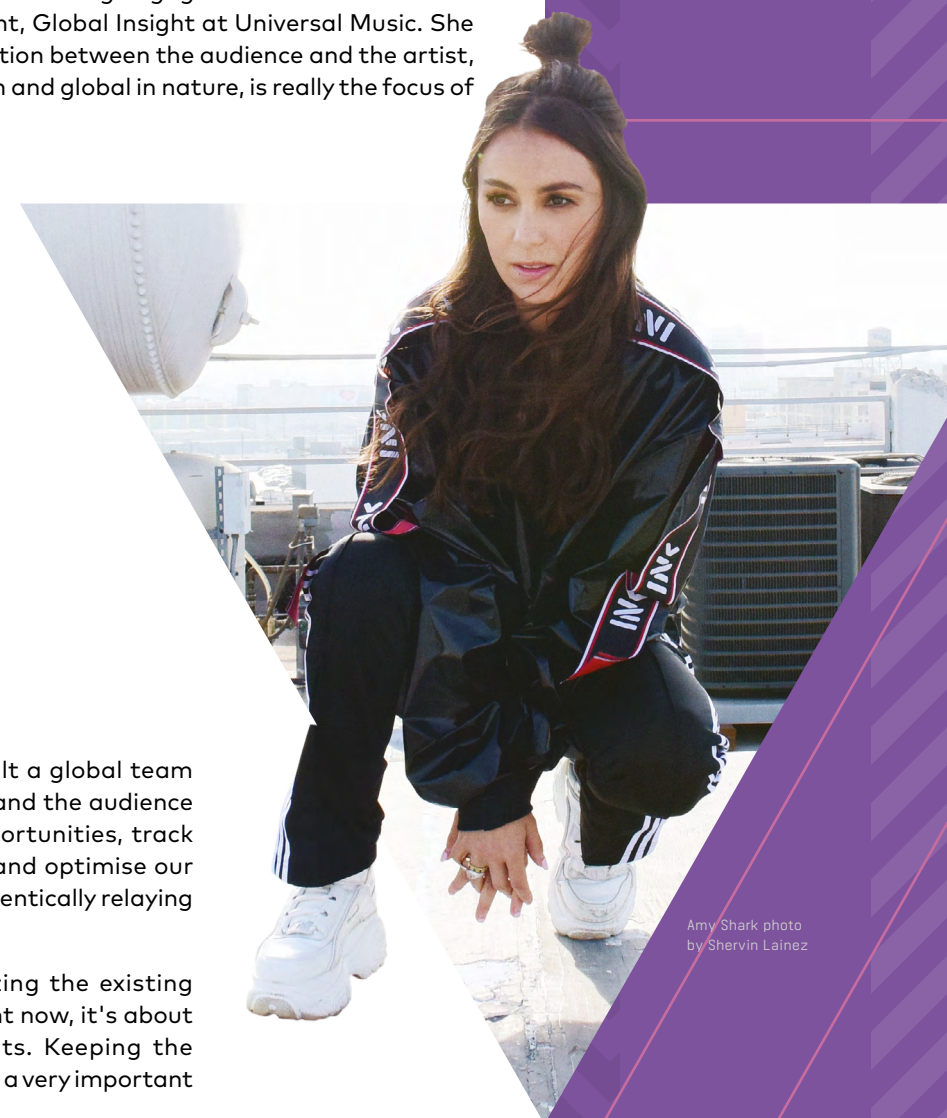 nt, Global Insight at Universal Music. She
tion between the audience and the artist,
and global in nature, is really the focus of
lt a global team
and the audience
ortunities, track
and optimise our
entically relaying
ing the existing
t now, it's about
ts. Keeping the
a very important
Amy Shark photo
by Shervin Lainez